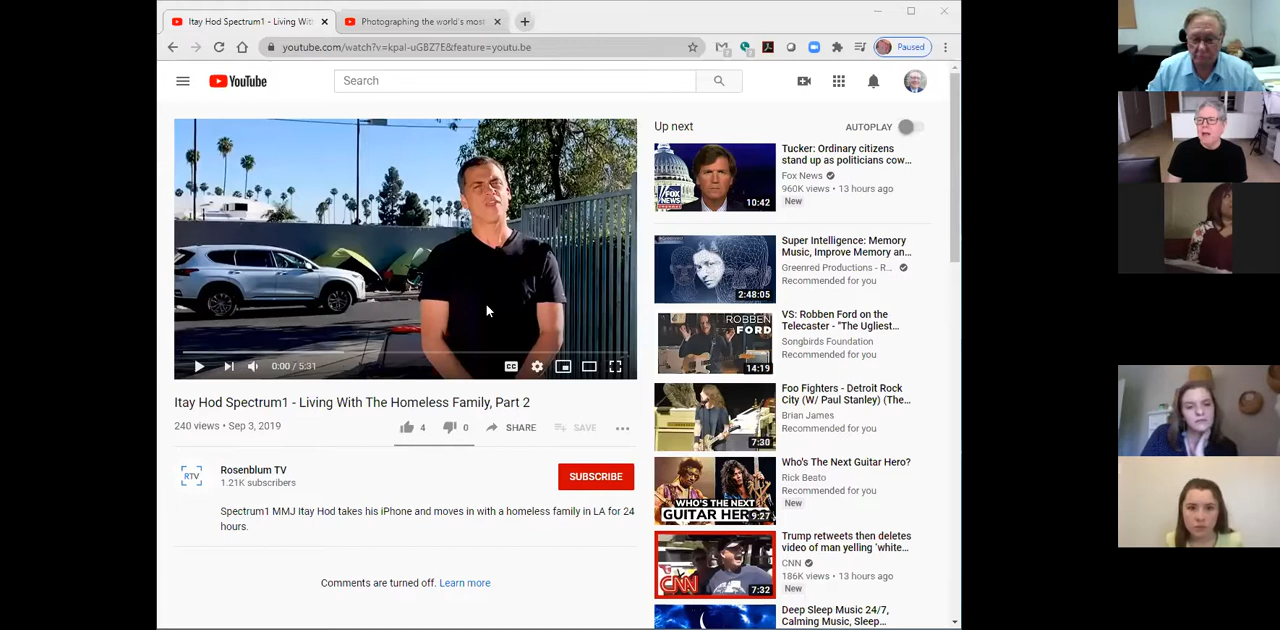 Itay Hod Spectrum1 - Living Wit
Photographing the world's most
youtube.com/watch?v=kpal-uGBZ7E&feature=youtu.be
Paused
YouTube
Search
Up next
AUTOPLAY
0:00 / 5:31
CC
Itay Hod Spectrum1 - Living With The Homeless Family, Part 2
240 views • Sep 3, 2019
4
0
SHARE
SAVE
RTV
Rosenblum TV
1.21K subscribers
SUBSCRIBE
Spectrum1 MMJ Itay Hod takes his iPhone and moves in with a homeless family in LA for 24
hours.
Comments are turned off. Learn more
FOX
NEWS
10:42
Tucker: Ordinary citizens
stand up as politicians cow...
Fox News
960K views • 13 hours ago
New
2:48:05
Super Intelligence: Memory
Music, Improve Memory an...
Greenred Productions - R...
Recommended for you
ROBBEN
FORD
14:19
VS: Robben Ford on the
Telecaster - "The Ugliest...
Songbirds Foundation
Recommended for you
7:30
Foo Fighters - Detroit Rock
City (W/ Paul Stanley) (The...
Brian James
Recommended for you
WHO'S THE NEXT
GUITAR HERO?
9:27
Who's The Next Guitar Hero?
Rick Beato
Recommended for you
New
CNN
7:32
Trump retweets then deletes
video of man yelling 'white...
CNN
186K views • 13 hours ago
New
Deep Sleep Music 24/7,
Calming Music, Sleep...